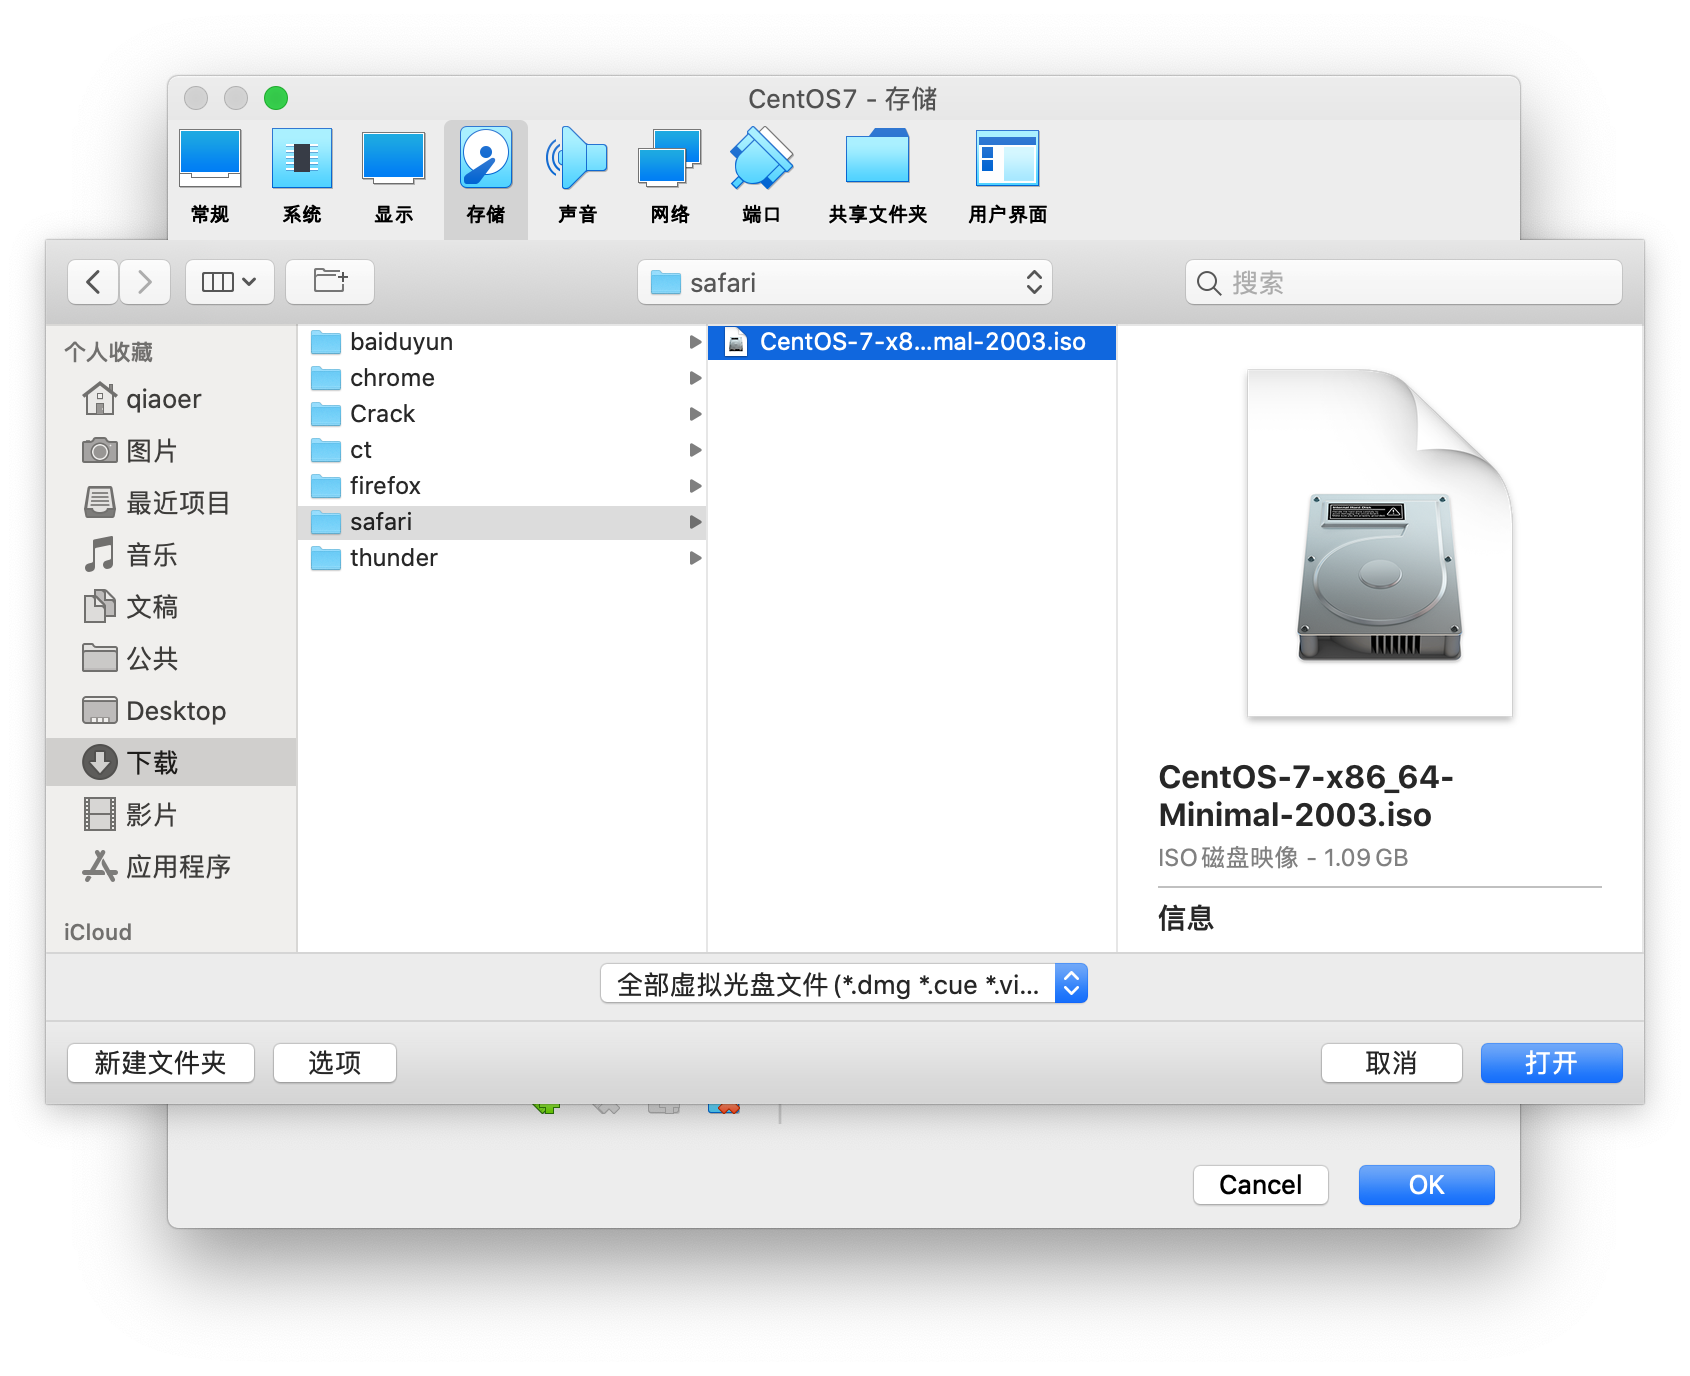 CentOS7 - 存储
常规
系统
显示
存储
声音
网络
端口
共享文件夹
用户界面
safari
搜索
个人收藏
qiaoer
图片
最近项目
音乐
文稿
公共
Desktop
下载
影片
应用程序
iCloud
baiduyun
chrome
Crack
ct
firefox
safari
thunder
CentOS-7-x8...mal-2003.iso
CentOS-7-x86_64-
Minimal-2003.iso
ISO磁盘映像 - 1.09 GB
信息
全部虚拟光盘文件 (*.dmg *.cue *.vi...
新建文件夹
选项
取消
打开
Cancel
OK